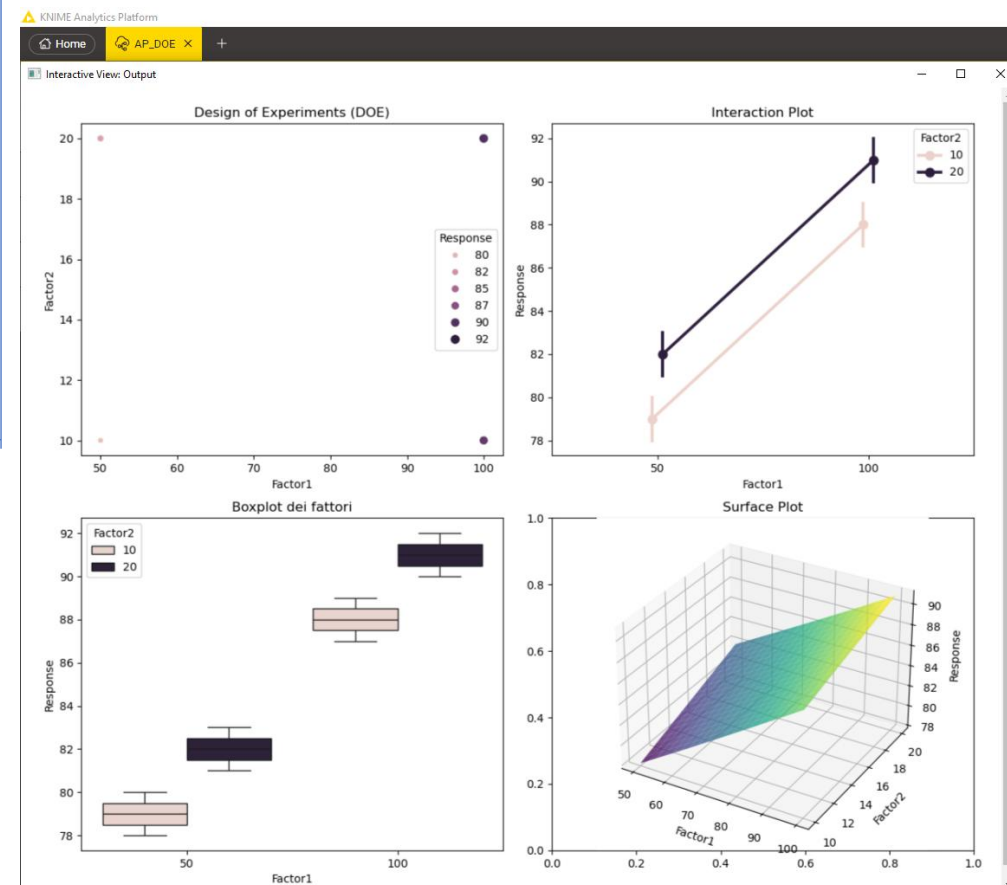 KNIME Analytics Platform
Home
AP_DOE
Interactive View: Output
Design of Experiments (DOE)
20
18
16
14
12
10
Factor2
50 60 70 80 90 100
Factor1
Response
80
82
85
87
90
92
Interaction Plot
92
90
88
86
84
82
80
78
Response
50 100
Factor1
Factor2
10
20
Boxplot dei fattori
Factor2
10
20
92
90
88
86
84
82
80
78
Response
50 100
Factor1
Surface Plot
1.0
0.8
0.6
0.4
0.2
0.0
0.0 0.2 0.4 0.6 0.8 1.0
50 60 70 80 90 100
Factor1
10 12 14 16 18 20
Factor2
78 80 82 84 86 88 90
Response